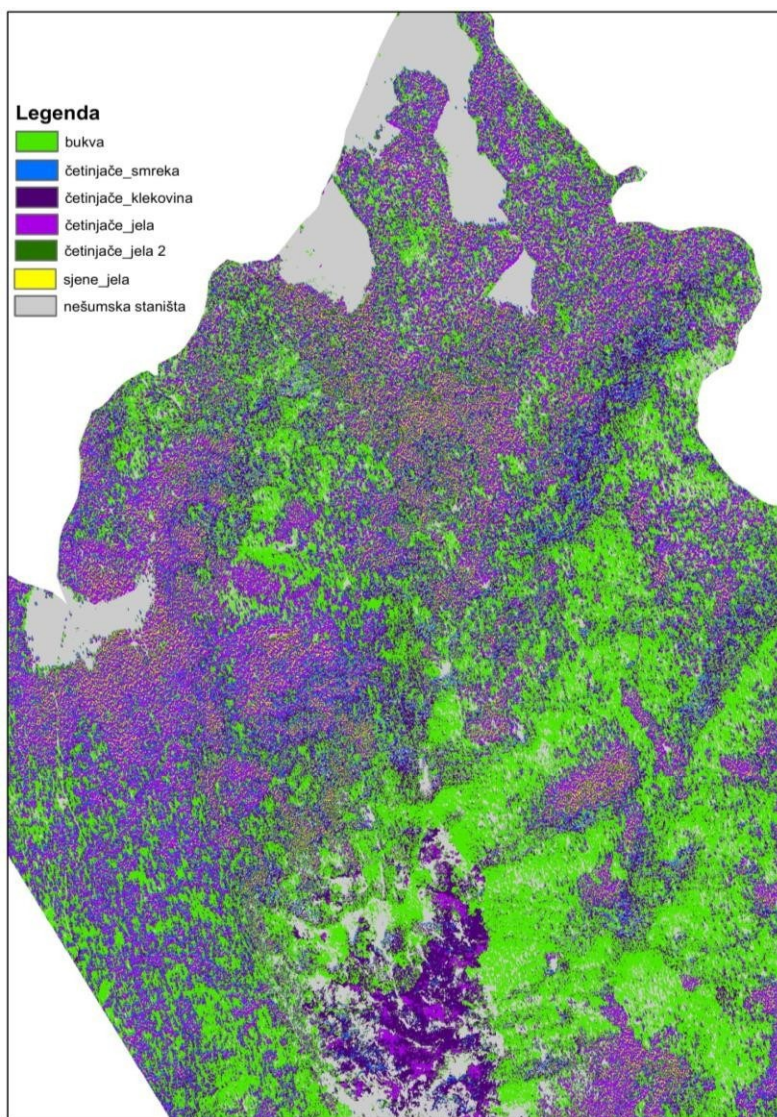 Legenda
bukva
četinjače_smreka
četinjače_klekovina
četinjače_jela
četinjače_jela 2
sjene_jela
nešumska staništa